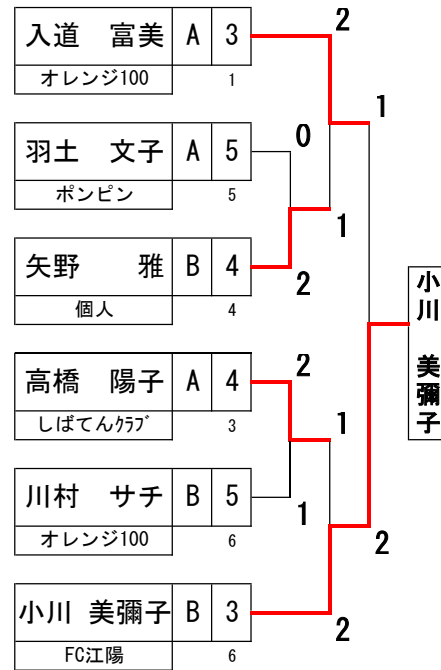 入道　富美 A 3
オレンジ100 1
羽土　文子 A 5
ポンピン 5
矢野　　雅 B 4
個人 4
高橋　陽子 A 4
しばてんｸﾗﾌﾞ 3
川村　サチ B 5
オレンジ100 6
小川 美彌子 B 3
FC江陽 6
2
0
2
1
1
2
1
1
2
2
小川　美彌子